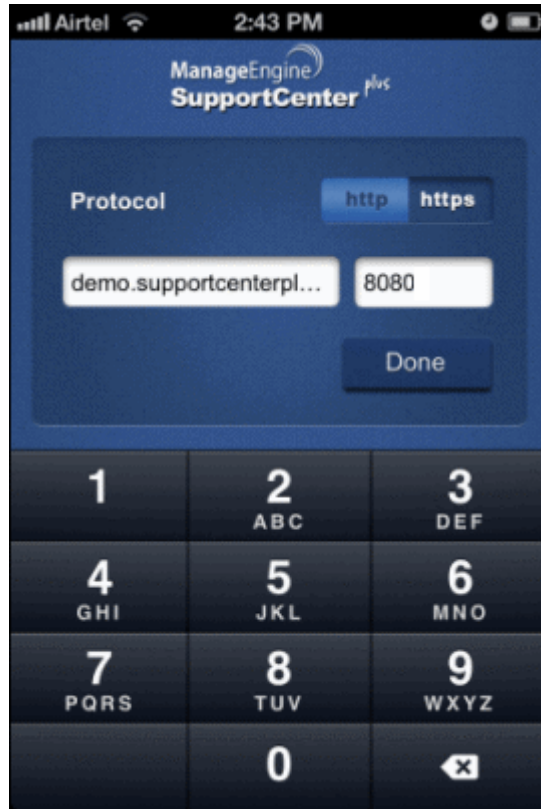 Airtel 2:43 PM
ManageEngine
SupportCenter plus
Protocol http https
demo.supportcenterpl... 8080
Done
1 2 3
ABC DEF
4 5 6
GHI JKL MNO
7 8 9
PQRS TUV WXYZ
0